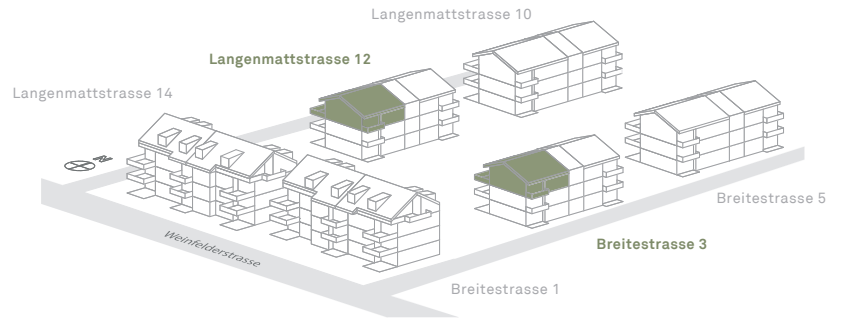 Langenmattstrasse 10
Langenmattstrasse 12
Langenmattstrasse 14
N
Weinfelderstrasse
Breitestrasse 5
Breitestrasse 3
Breitestrasse 1